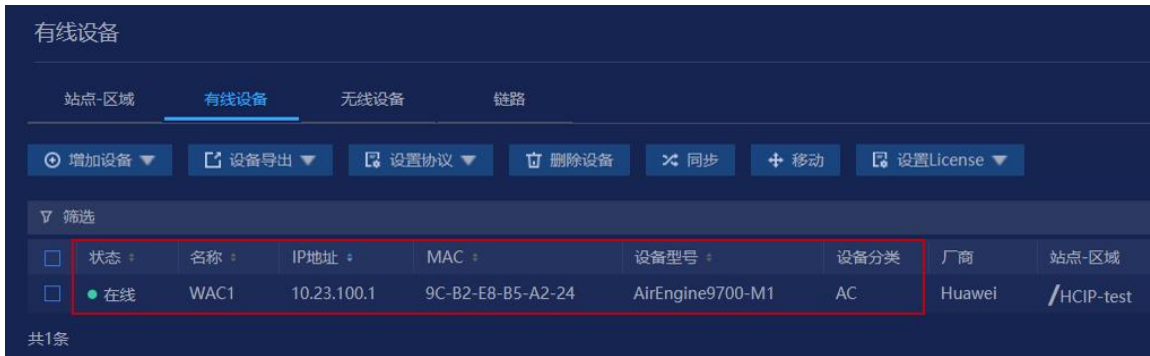 有线设备
站点-区域 有线设备 无线设备 链路
增加设备 设备导出 设置协议 删除设备 同步 移动 设置License
筛选
状态 名称 IP地址 MAC 设备型号 设备分类 厂商 站点-区域
在线 WAC1 10.23.100.1 9C-B2-E8-B5-A2-24 AirEngine9700-M1 AC Huawei /HCIP-test
共1条